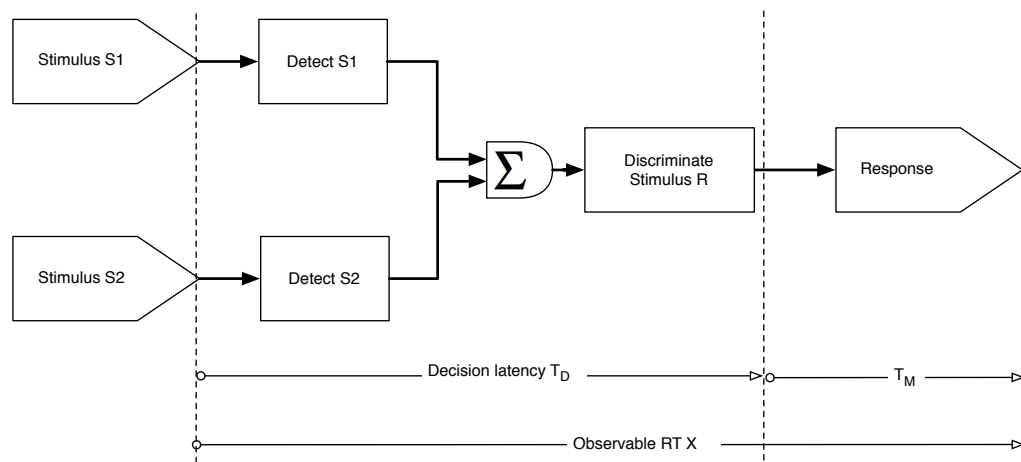 Stimulus S1
Detect S1
Σ
Discriminate
Stimulus R
Response
Stimulus S2
Detect S2
Decision latency T_D
T_M
Observable RT X